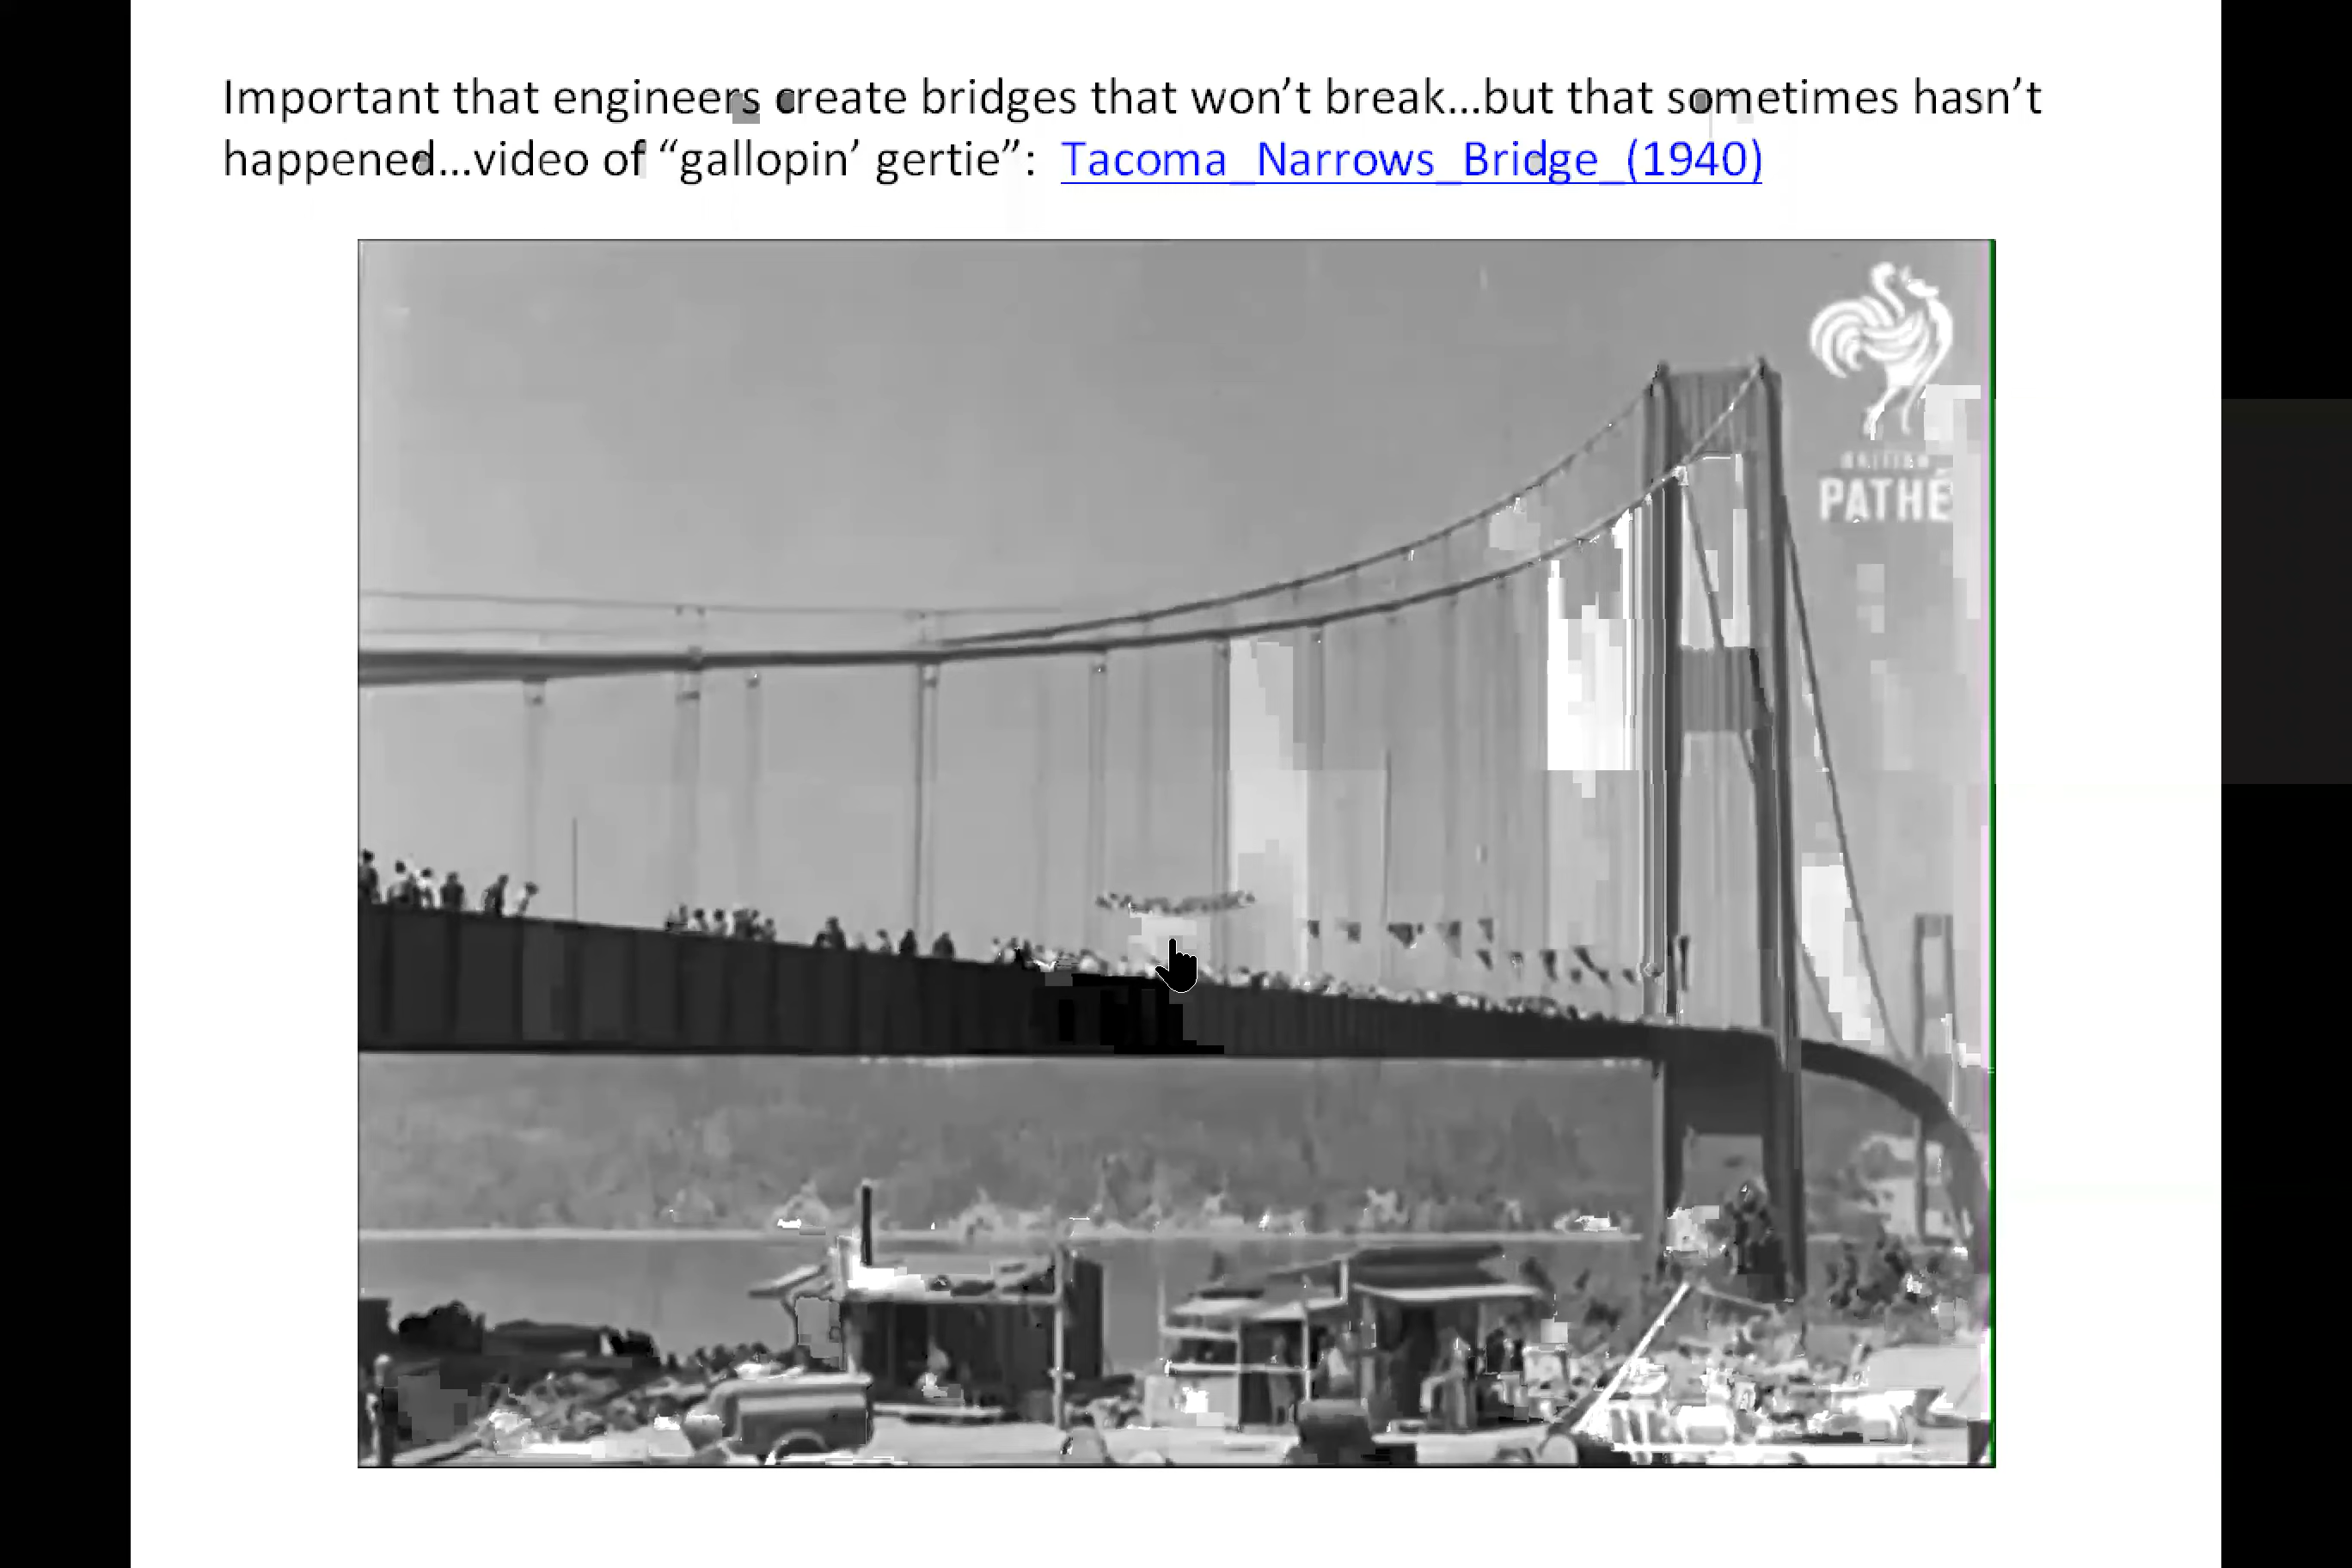 Important that engineers create bridges that won’t break…but that sometimes hasn’t
happened…video of “gallopin’ gertie”: Tacoma_Narrows_Bridge_(1940)
BRITISH
PATHÉ